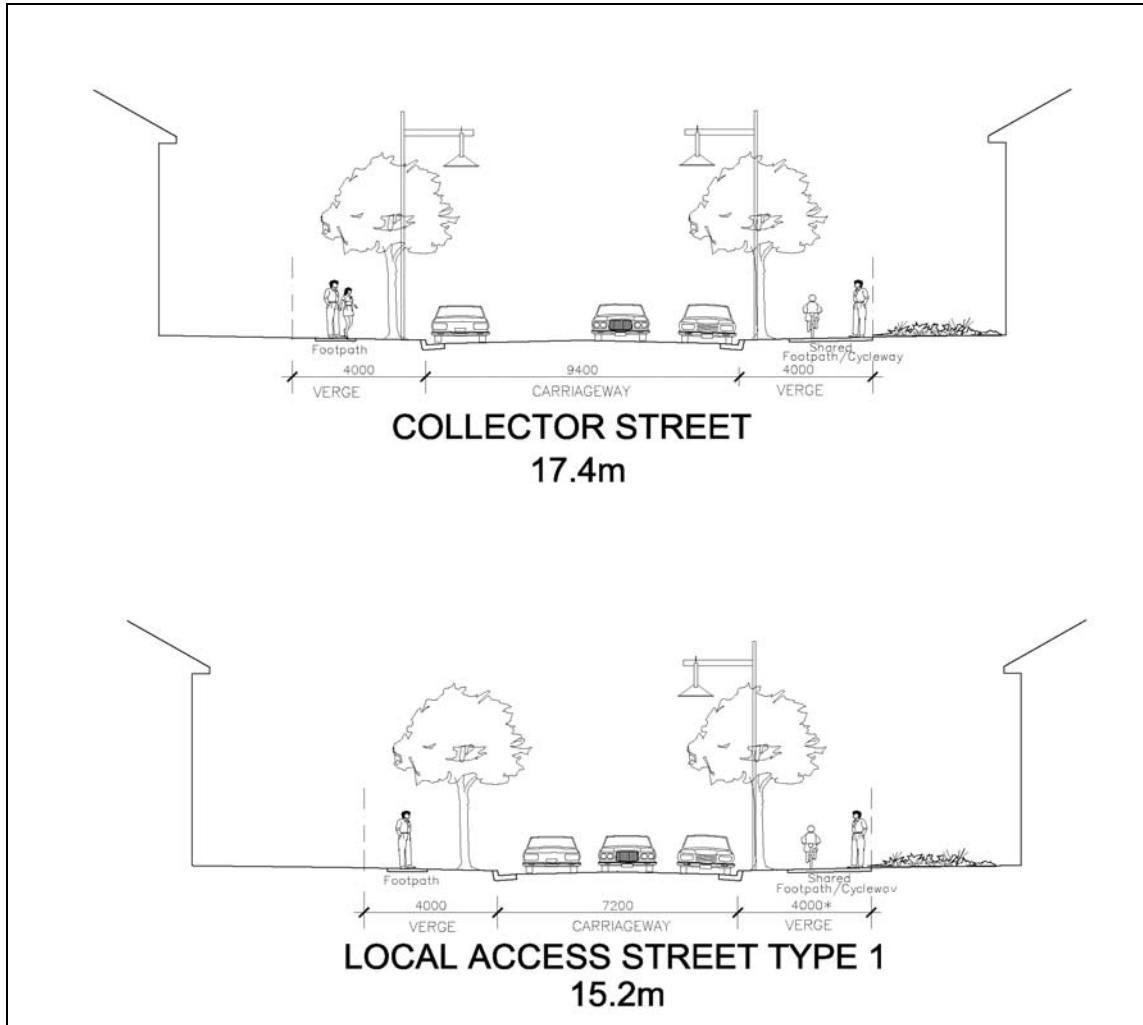 Footpath
Shared
Footpath/Cycleway
4000 9400 4000
VERGE CARRIAGEWAY VERGE
COLLECTOR STREET
17.4m
Footpath
Shared
Footpath/Cycleway
4000 7200 4000*
VERGE CARRIAGEWAY VERGE
LOCAL ACCESS STREET TYPE 1
15.2m